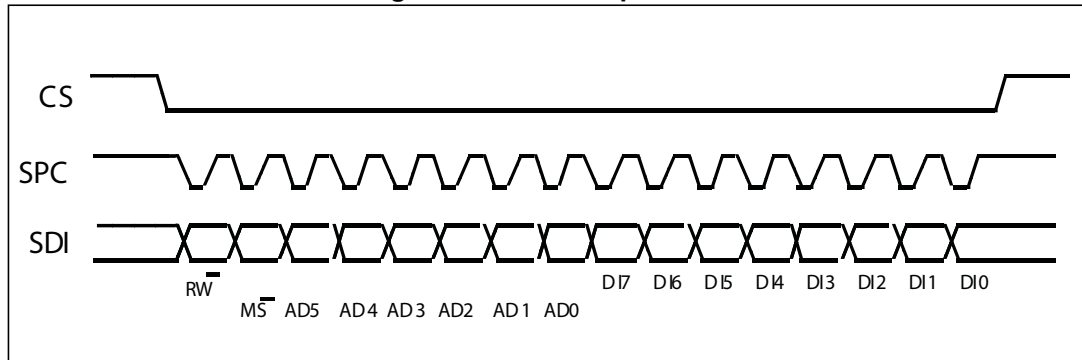 CS
SPC
SDI
RW
DI7 DI6 DI5 DI4 DI3 DI2 DI1 DI0
MS AD5 AD4 AD3 AD2 AD1 AD0